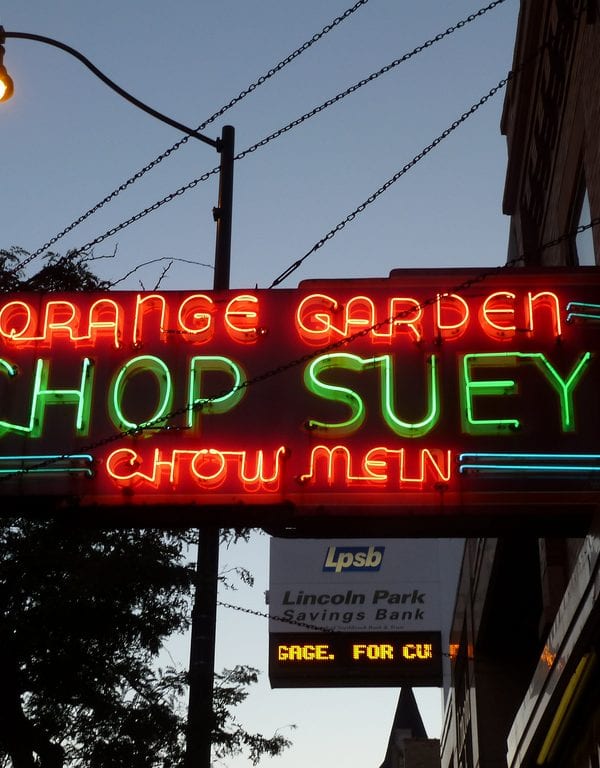 ORANGE GARDEN
CHOP SUEY
CHOW MEIN
Lpsb
Lincoln Park
Savings Bank
GAGE. FOR CU